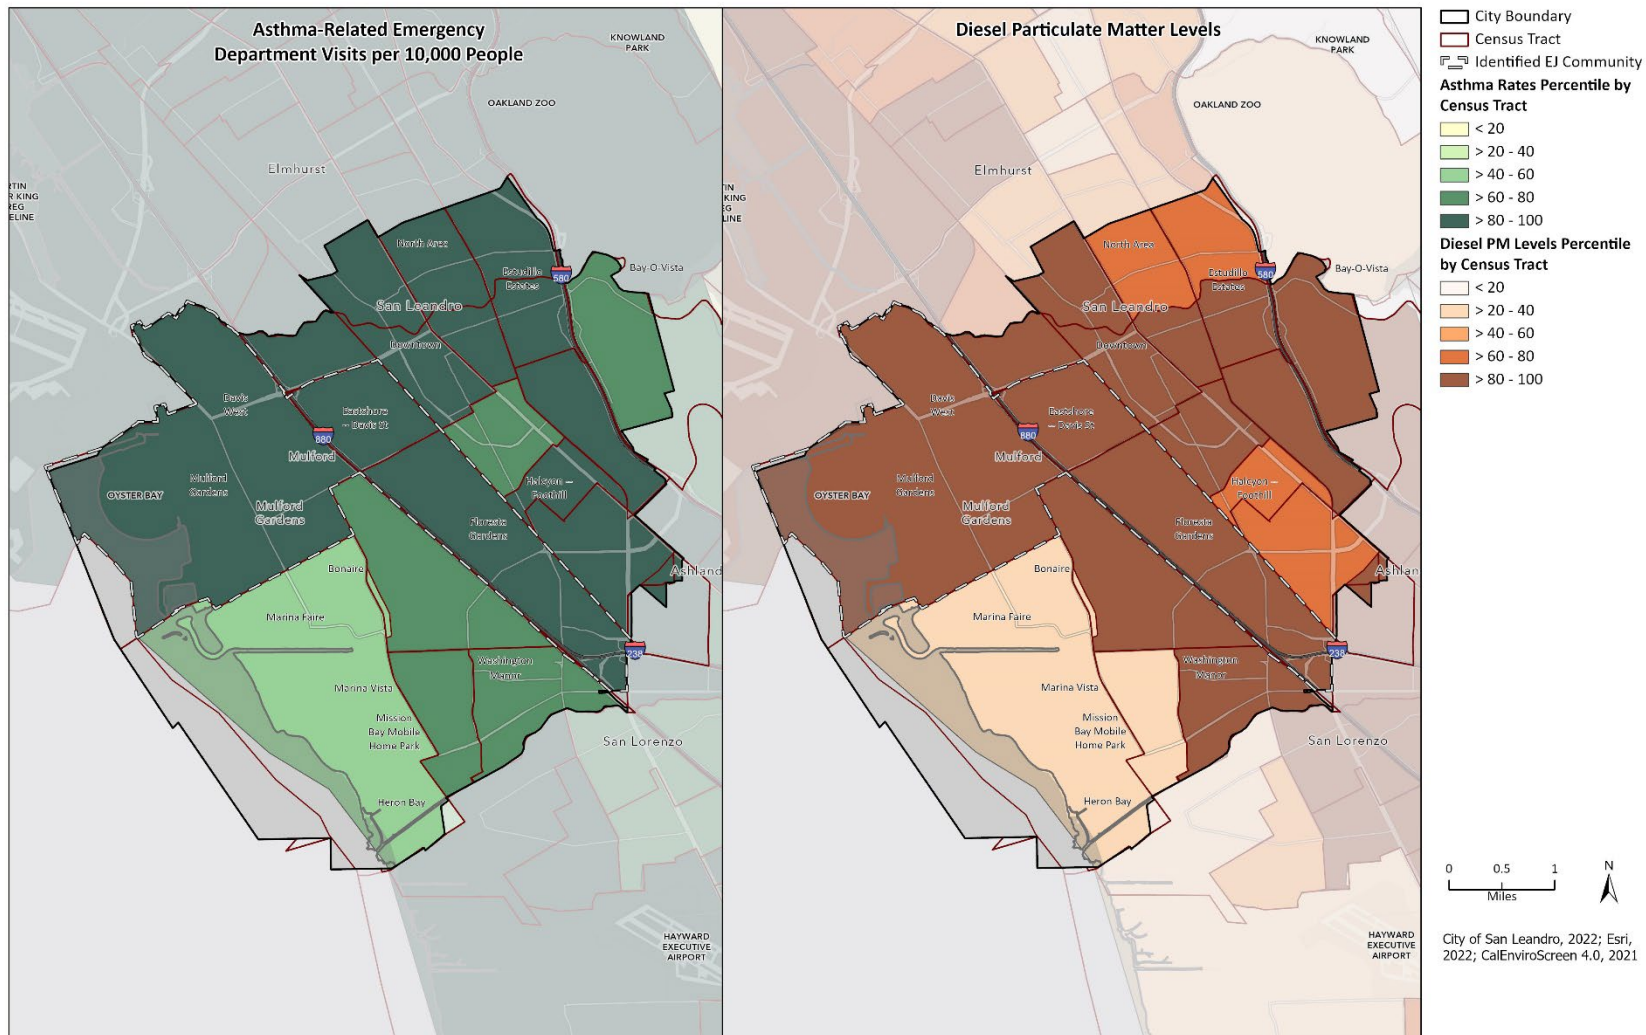 Asthma-Related Emergency
Department Visits per 10,000 People
KNOWLAND
PARK
OAKLAND ZOO
Elmhurst
RTIN
R KING
REG
ELINE
North Area
Estudillo
Estates
580
Bay-O-Vista
San Leandro
Downtown
Davis
West
Eastshore
– Davis St
880
Mulford
OYSTER BAY
Mulford
Gardens
Mulford
Gardens
Halcyon –
Foothill
Floresta
Gardens
Ashland
Bonaire
Marina Faire
238
Washington
Manor
Marina Vista
Mission
Bay Mobile
Home Park
San Lorenzo
Heron Bay
HAYWARD
EXECUTIVE
AIRPORT
Diesel Particulate Matter Levels
KNOWLAND
PARK
OAKLAND ZOO
Elmhurst
IN
KING
EG
LINE
North Area
Estudillo
Estates
580
Bay-O-Vista
San Leandro
Downtown
Davis
West
Eastshore
– Davis St
880
Mulford
OYSTER BAY
Mulford
Gardens
Mulford
Gardens
Halcyon –
Foothill
Floresta
Gardens
Ashlan
Bonaire
Marina Faire
238
Washington
Manor
Marina Vista
Mission
Bay Mobile
Home Park
San Lorenzo
Heron Bay
HAYWARD
EXECUTIVE
AIRPORT
City Boundary
Census Tract
Identified EJ Community
Asthma Rates Percentile by
Census Tract
< 20
> 20 - 40
> 40 - 60
> 60 - 80
> 80 - 100
Diesel PM Levels Percentile
by Census Tract
< 20
> 20 - 40
> 40 - 60
> 60 - 80
> 80 - 100
0 0.5 1
Miles
N
City of San Leandro, 2022; Esri,
2022; CalEnviroScreen 4.0, 2021